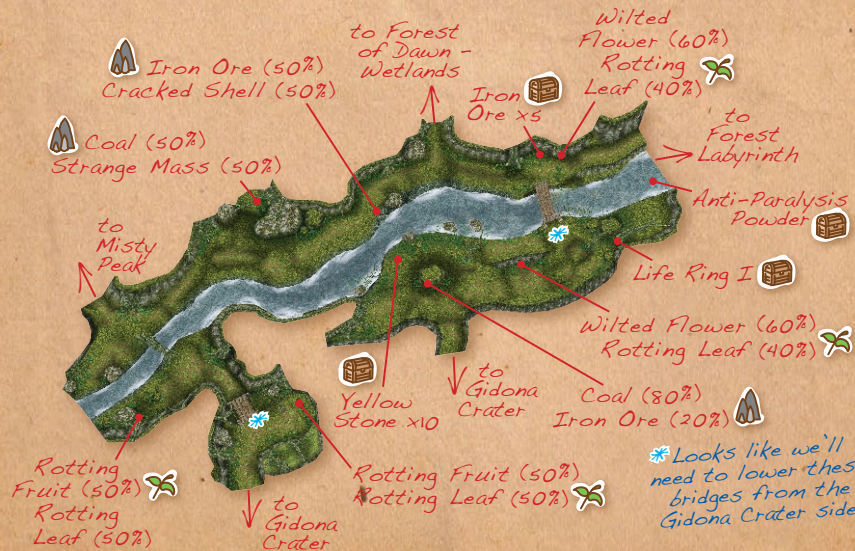 Iron Ore (50%)
Cracked Shell (50%)
to Forest
of Dawn -
Wetlands
Wilted
Flower (60%)
Rotting
Leaf (40%)
Iron
Ore x5
to
Forest
Labyrinth
Coal (50%)
Strange Mass (50%)
Anti-Paralysis
Powder
to
Misty
Peak
Life Ring I
Wilted Flower (60%)
Rotting Leaf (40%)
Yellow
Stone x10
to
Gidona
Crater
Coal (80%)
Iron Ore (20%)
Rotting
Fruit (50%)
Rotting
Leaf (50%)
to
Gidona
Crater
Rotting Fruit (50%)
Rotting Leaf (50%)
Looks like we'll
need to lower thes
bridges from the
Gidona Crater side